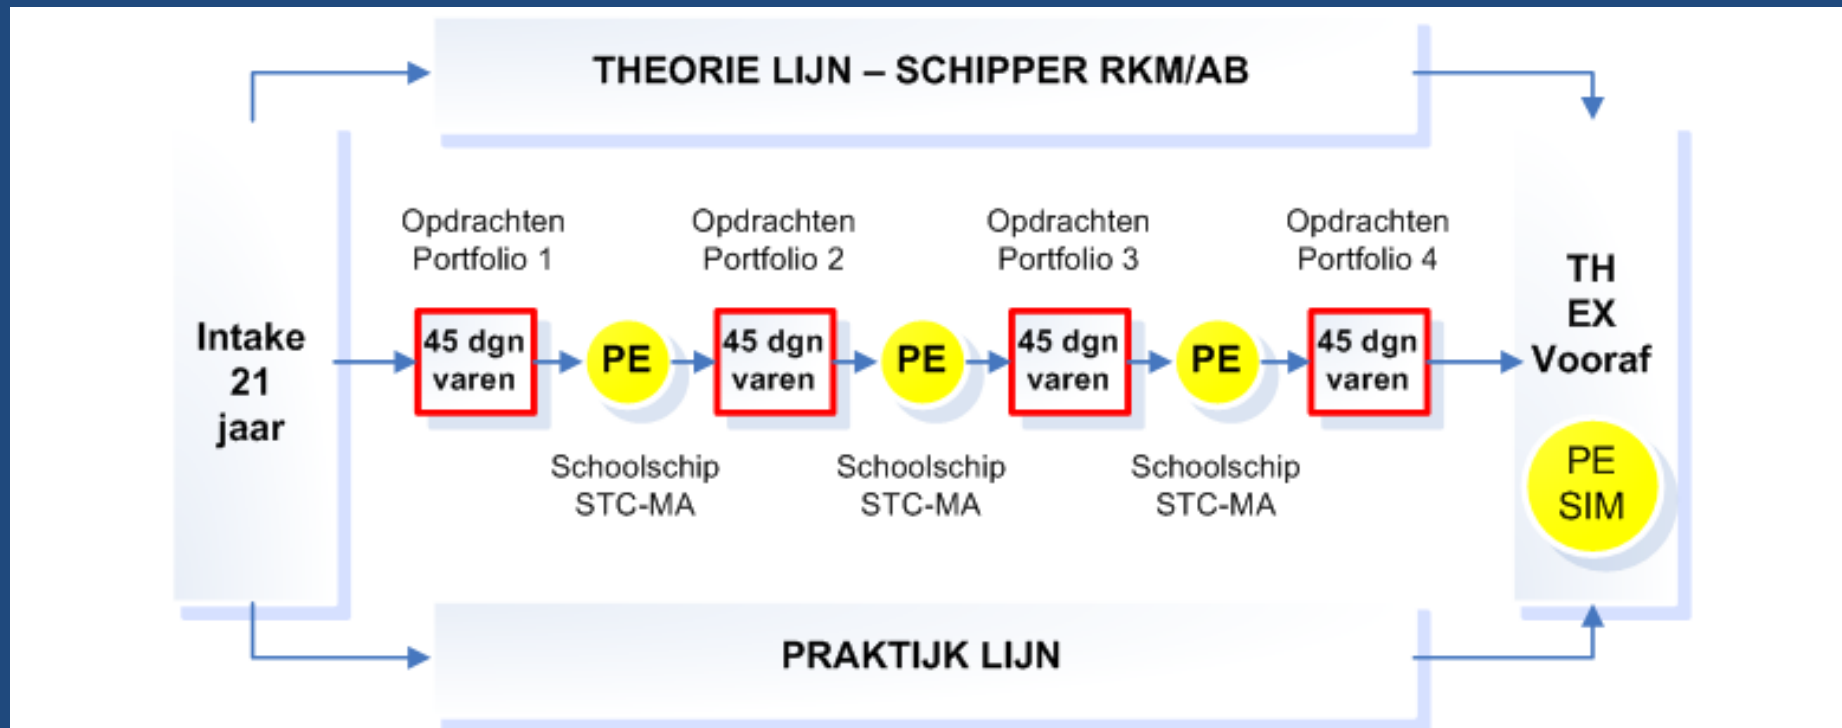 THEORIE LIJN – SCHIPPER RKM/AB
Intake
21
jaar
Opdrachten
Portfolio 1
45 dgn
varen
PE
Schoolschip
STC-MA
Opdrachten
Portfolio 2
45 dgn
varen
PE
Schoolschip
STC-MA
Opdrachten
Portfolio 3
45 dgn
varen
PE
Schoolschip
STC-MA
Opdrachten
Portfolio 4
45 dgn
varen
TH
EX
Vooraf
PE
SIM
PRAKTIJK LIJN